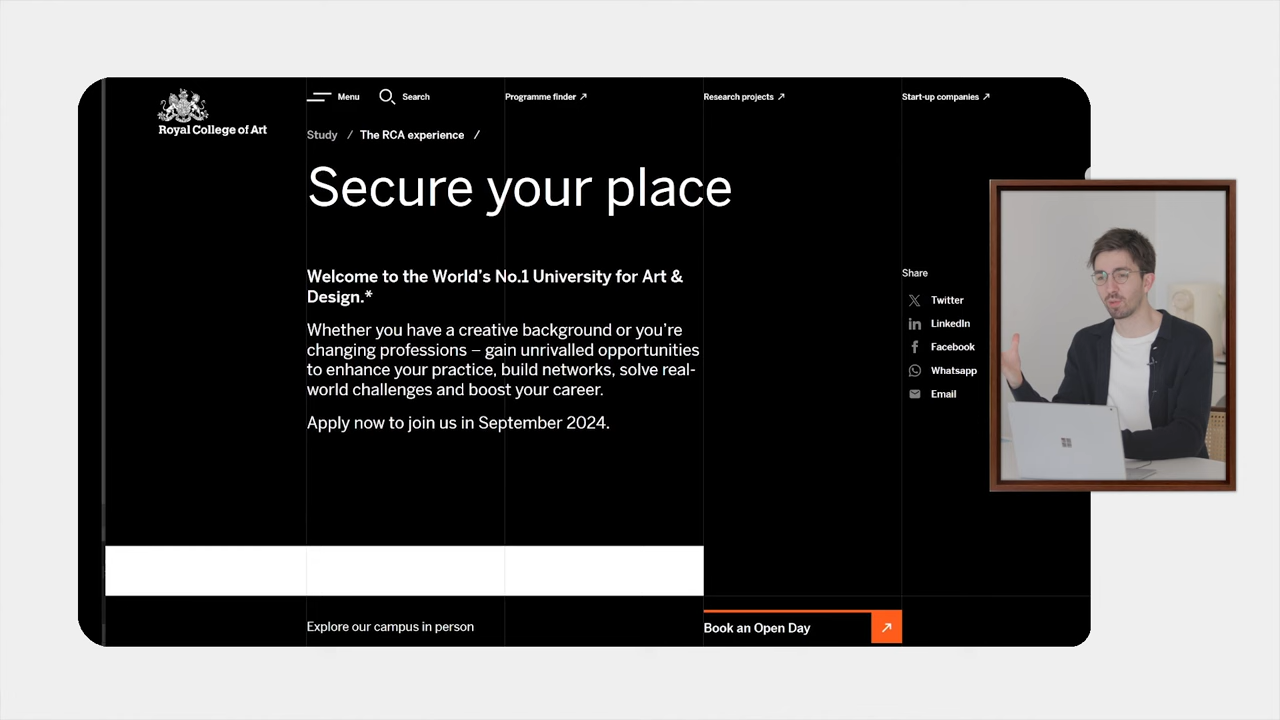 Royal College of Art
Menu
Search
Programme finder
Research projects
Start-up companies
Study / The RCA experience /
Secure your place
Welcome to the World's No.1 University for Art &
Design.*
Whether you have a creative background or you're
changing professions – gain unrivalled opportunities
to enhance your practice, build networks, solve real-
world challenges and boost your career.
Apply now to join us in September 2024.
Share
Twitter
LinkedIn
Facebook
Whatsapp
Email
Explore our campus in person
Book an Open Day